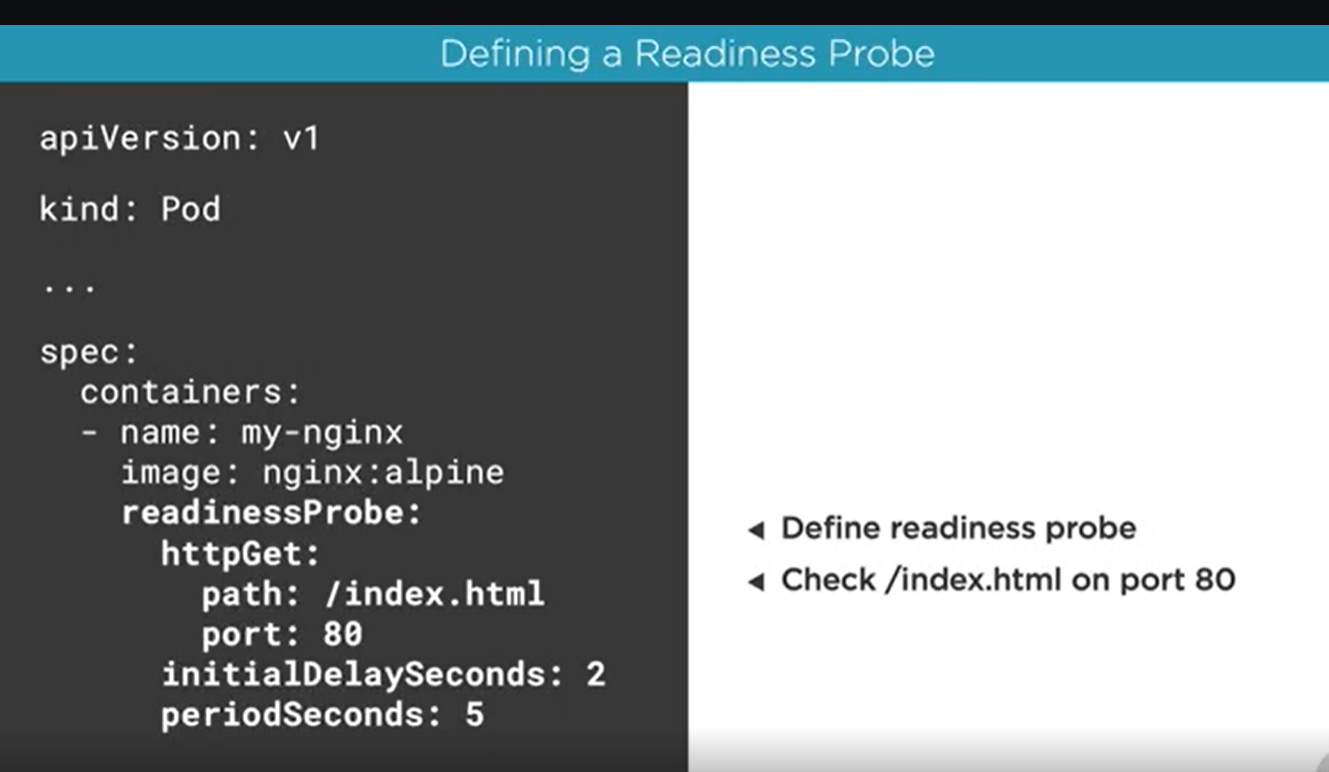 Defining a Readiness Probe
apiVersion: v1
kind: Pod
...
spec:
  containers:
  - name: my-nginx
    image: nginx:alpine
    readinessProbe:
      httpGet:
        path: /index.html
        port: 80
      initialDelaySeconds: 2
      periodSeconds: 5
◀ Define readiness probe
◀ Check /index.html on port 80